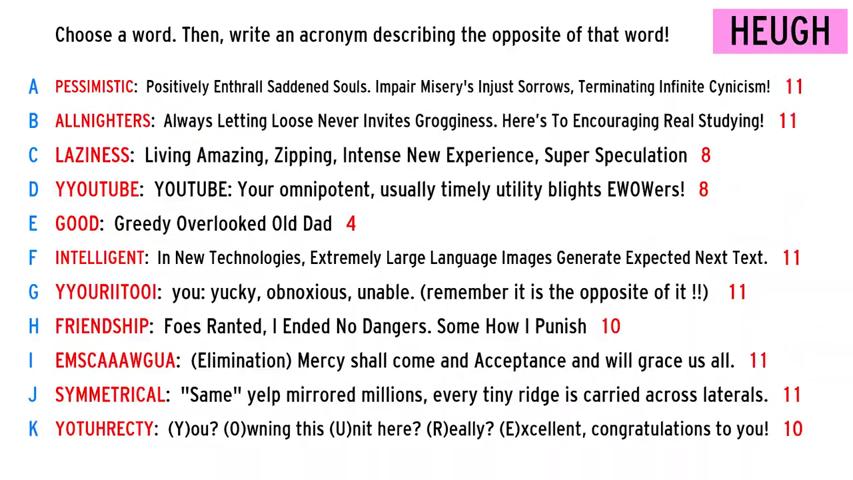 Choose a word. Then, write an acronym describing the opposite of that word!
HEUGH
A PESSIMISTIC: Positively Enthrall Saddened Souls. Impair Misery's Injust Sorrows, Terminating Infinite Cynicism! 11
B ALLNIGHTERS: Always Letting Loose Never Invites Grogginess. Here's To Encouraging Real Studying! 11
C LAZINESS: Living Amazing, Zipping, Intense New Experience, Super Speculation 8
D YYOUTUBE: YOUTUBE: Your omnipotent, usually timely utility blights EWOWers! 8
E GOOD: Greedy Overlooked Old Dad 4
F INTELLIGENT: In New Technologies, Extremely Large Language Images Generate Expected Next Text. 11
G YYOURIITOOI: you: yucky, obnoxious, unable. (remember it is the opposite of it !!) 11
H FRIENDSHIP: Foes Ranted, I Ended No Dangers. Some How I Punish 10
I EMSCAAAWGUA: (Elimination) Mercy shall come and Acceptance and will grace us all. 11
J SYMMETRICAL: "Same" yelp mirrored millions, every tiny ridge is carried across laterals. 11
K YOTUHRECTY: (Y)ou? (O)wning this (U)nit here? (R)eally? (E)xcellent, congratulations to you! 10